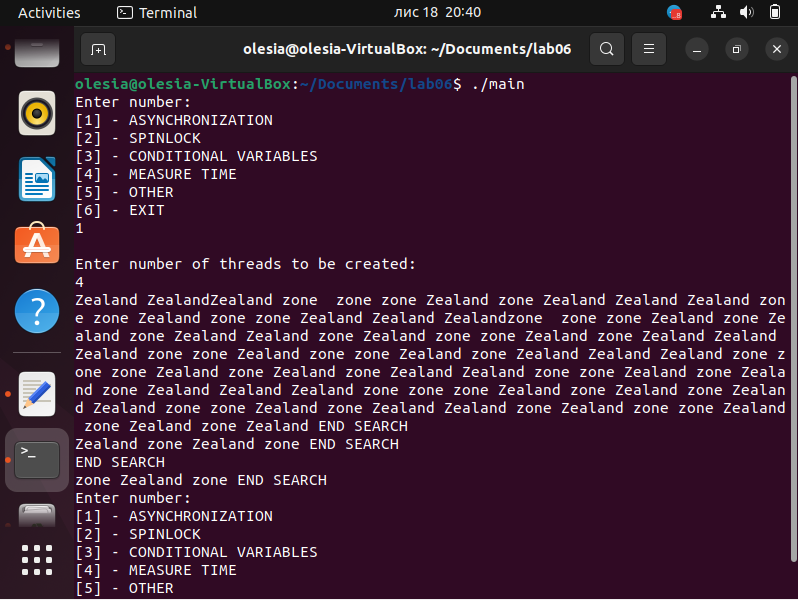 Activities Terminal лис 18 20:40
olesia@olesia-VirtualBox: ~/Documents/lab06
olesia@olesia-VirtualBox:~/Documents/lab06$ ./main
Enter number:
[1] - ASYNCHRONIZATION
[2] - SPINLOCK
[3] - CONDITIONAL VARIABLES
[4] - MEASURE TIME
[5] - OTHER
[6] - EXIT
1
Enter number of threads to be created:
4
Zealand ZealandZealand zone  zone zone Zealand zone Zealand Zealand Zealand zon
e zone Zealand zone zone Zealand Zealand Zealandzone  zone zone Zealand zone Ze
aland zone Zealand Zealand zone Zealand zone zone Zealand zone Zealand Zealand
Zealand zone zone Zealand zone zone Zealand zone Zealand Zealand Zealand zone z
one zone Zealand zone Zealand Zealand Zealand zone zone Zealand zone zone Zeala
nd zone Zealand Zealand Zealand zone zone zone Zealand zone Zealand zone Zealan
d Zealand zone zone Zealand zone Zealand Zealand zone Zealand zone zone Zealand
 zone Zealand zone Zealand END SEARCH
Zealand zone Zealand zone END SEARCH
END SEARCH
zone Zealand zone END SEARCH
Enter number:
[1] - ASYNCHRONIZATION
[2] - SPINLOCK
[3] - CONDITIONAL VARIABLES
[4] - MEASURE TIME
[5] - OTHER